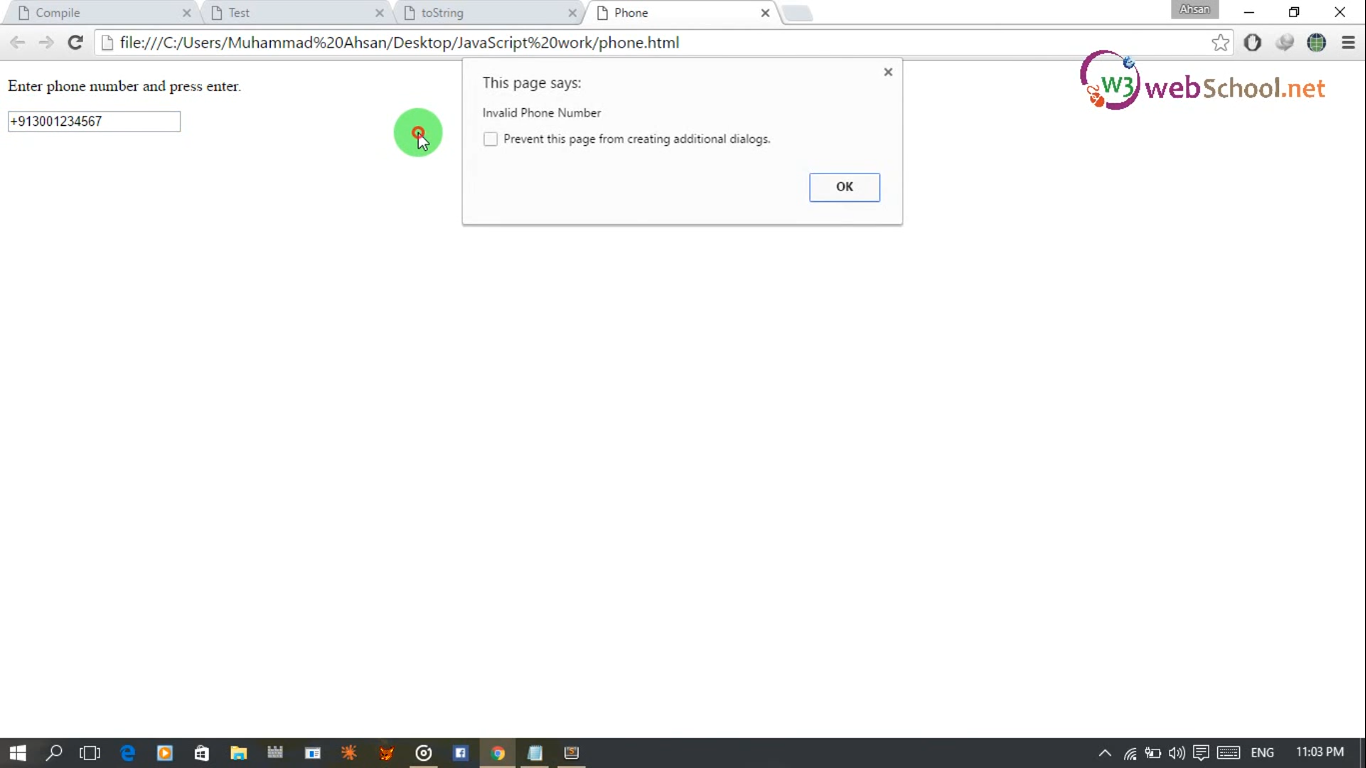 Compile
Test
toString
Phone
Ahsan
file:///C:/Users/Muhammad%20Ahsan/Desktop/JavaScript%20work/phone.html
Enter phone number and press enter.
+913001234567
This page says:
Invalid Phone Number
Prevent this page from creating additional dialogs.
OK
W3 webSchool.net
ENG
11:03 PM